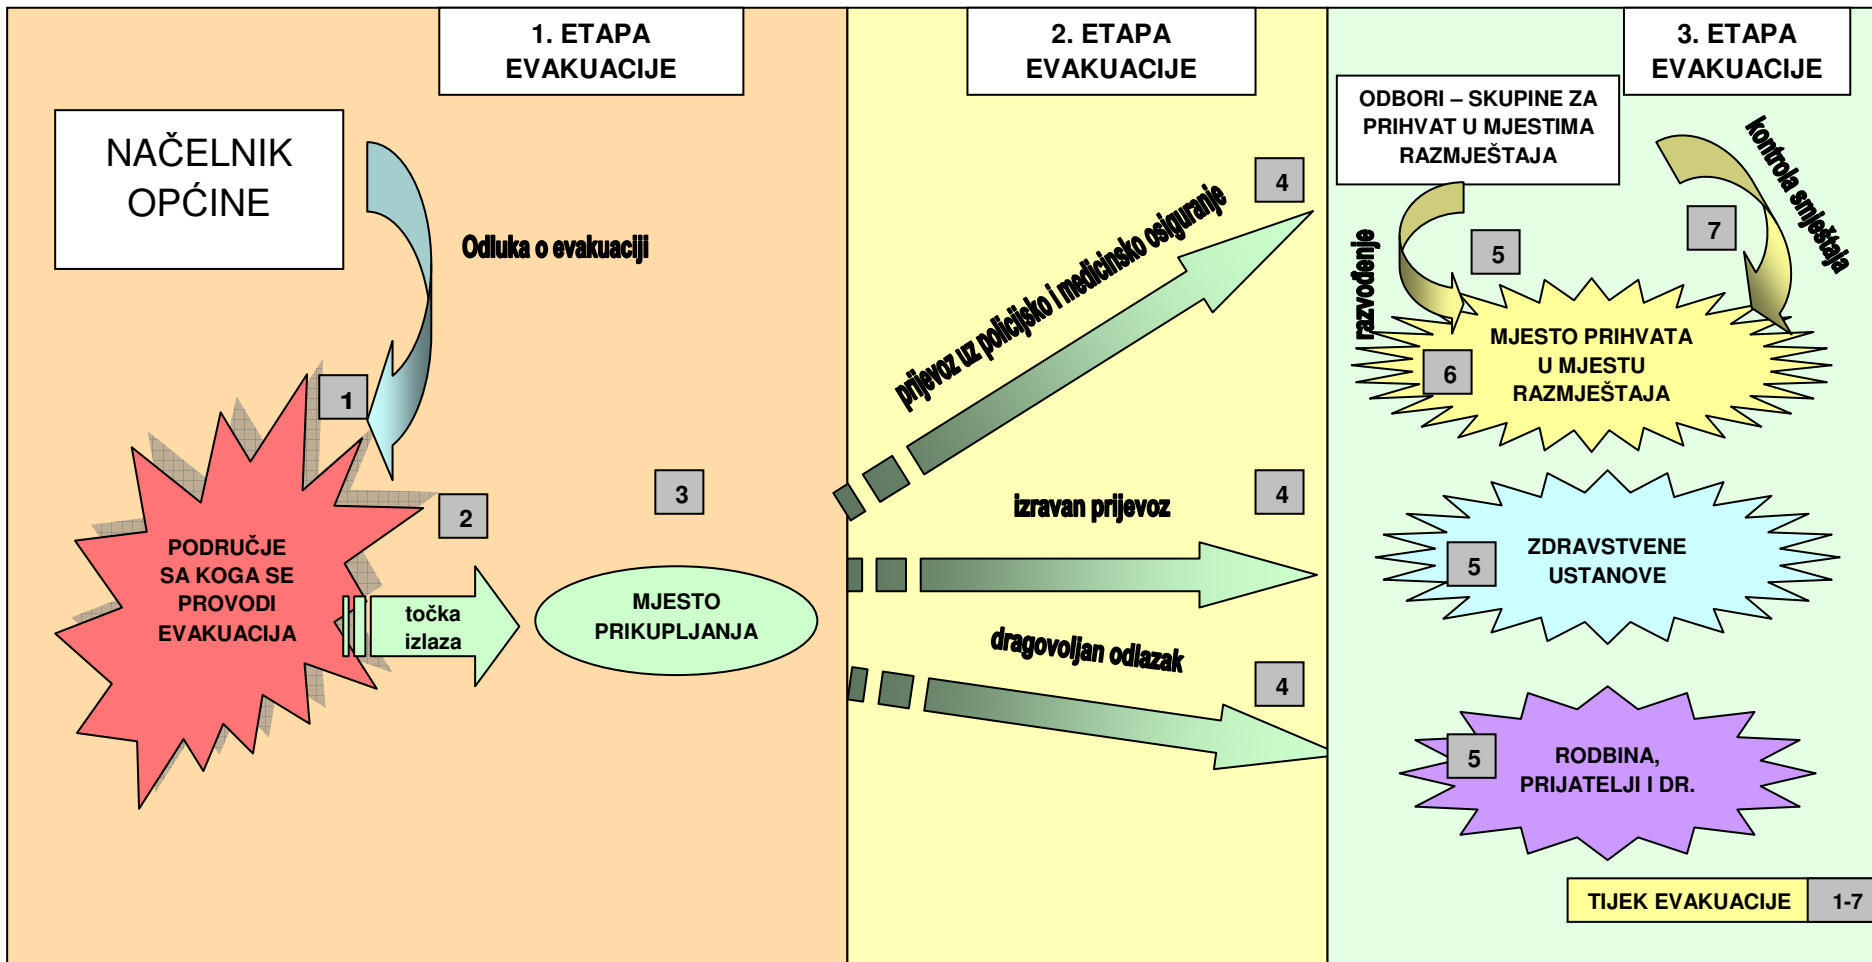 1. ETAPA
EVAKUACIJE
NAČELNIK
OPĆINE
Odluka o evakuaciji
1
2
3
PODRUČJE
SA KOGA SE
PROVODI
EVAKUACIJA
točka
izlaza
MJESTO
PRIKUPLJANJA
2. ETAPA
EVAKUACIJE
4
prijevoz uz policijsko i medicinsko osiguranje
4
izravan prijevoz
dragovoljan odlazak
4
3. ETAPA
EVAKUACIJE
ODBORI – SKUPINE ZA
PRIHVAT U MJESTIMA
RAZMJEŠTAJA
kontrola smještaja
razvođenje
5
7
MJESTO PRIHVATA
U MJESTU
RAZMJEŠTAJA
6
ZDRAVSTVENE
USTANOVE
5
RODBINA,
PRIJATELJI I DR.
5
TIJEK EVAKUACIJE 1-7